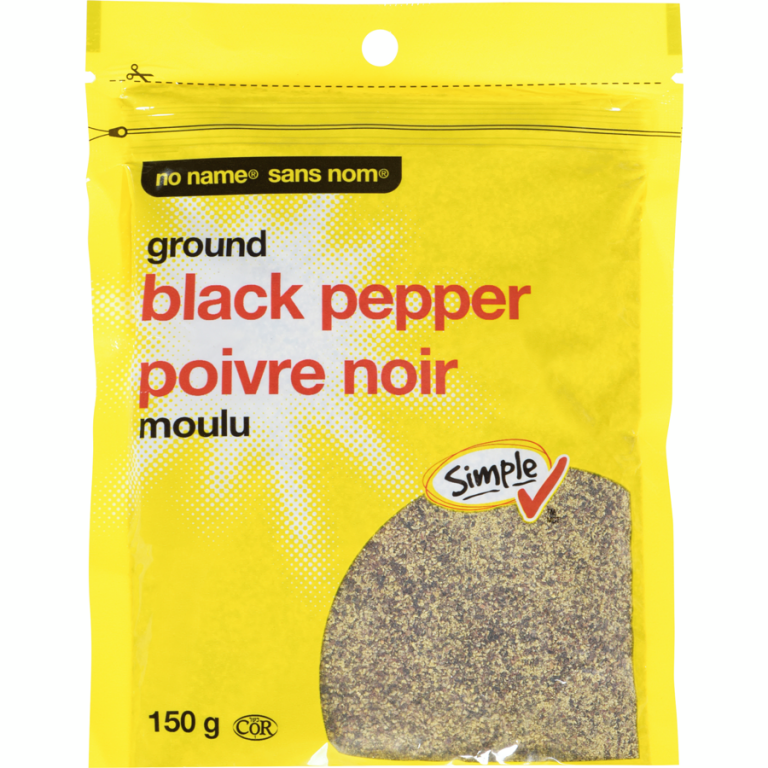 no name® sans nom®
ground
black pepper
poivre noir
moulu
Simple
150 g
COR